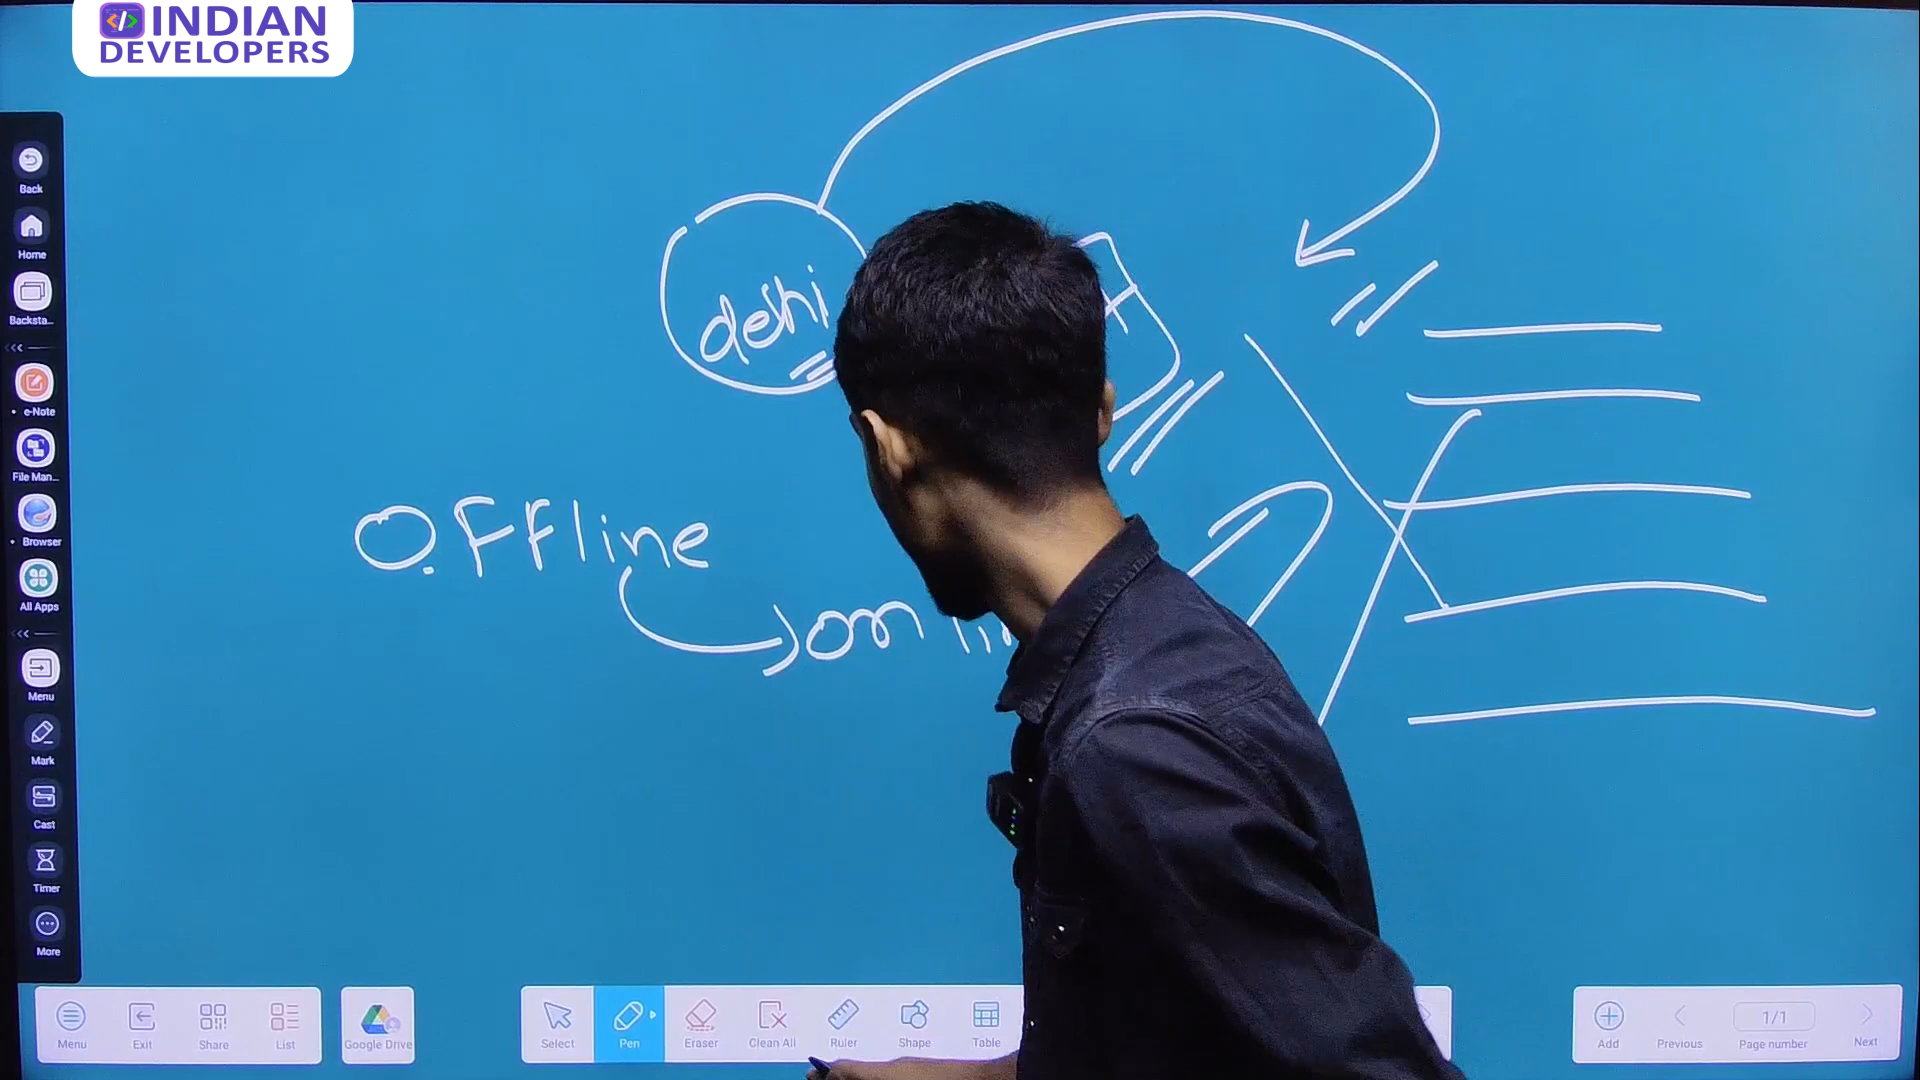 INDIAN
DEVELOPERS
Back
Home
Backsta...
e-Note
File Man...
Browser
All Apps
Menu
Mark
Cast
Timer
More
dehi
OFFline
on
Menu Exit Share List Google Drive Select Pen Eraser Clean All Ruler Shape Table Add Previous 1/1 Page number Next